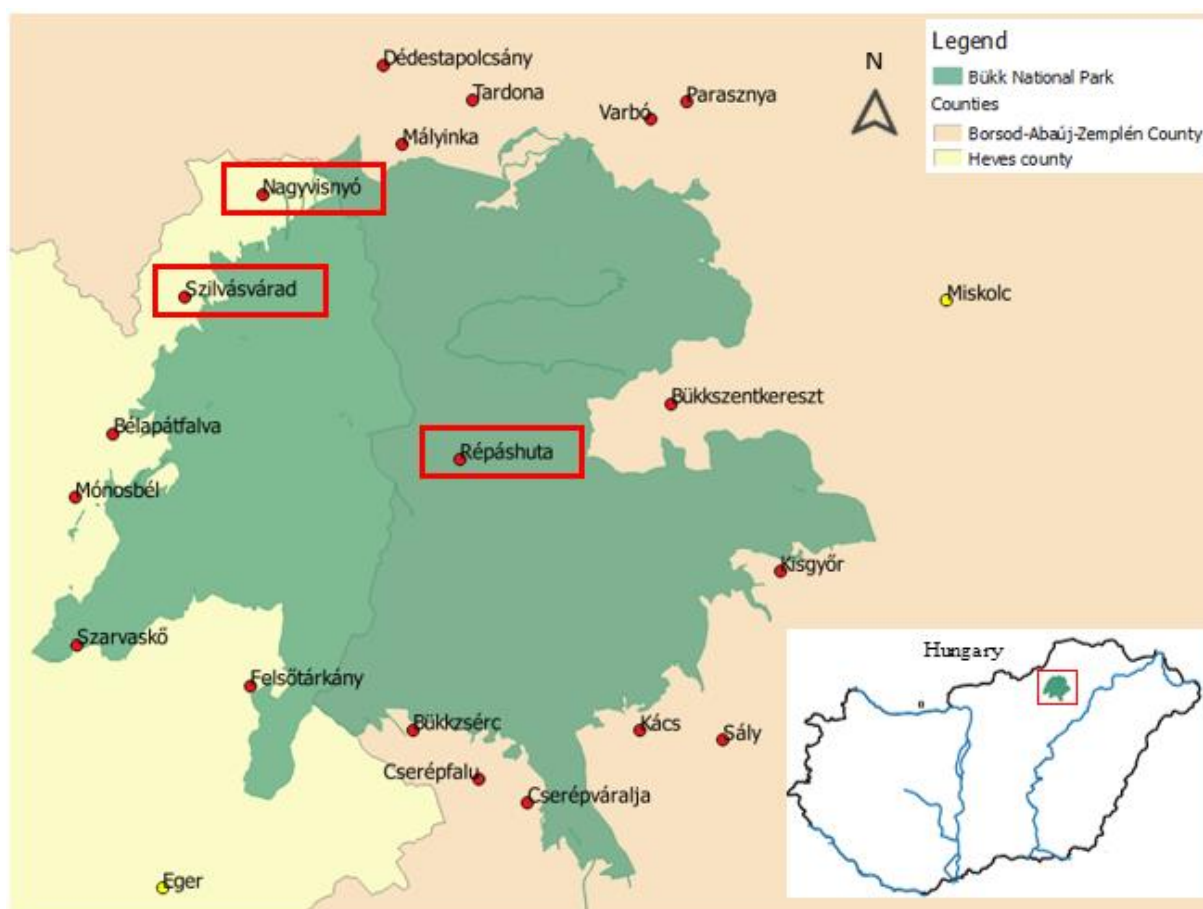 Legend
Bükk National Park
Counties
Borsod-Abaúj-Zemplén County
Heves county
N
Dédestapolcsány
Tardona
Varbó
Parasznya
Mályinka
Nagyvisnyó
Szilvásvárad
Miskolc
Bükkszentkereszt
Bélapátfalva
Répáshuta
Mónosbél
Kisgyőr
Szarvaskő
Felsőtárkány
Bükkzsérc
Kács
Sály
Cserépfalu
Cserépváralja
Eger
Hungary